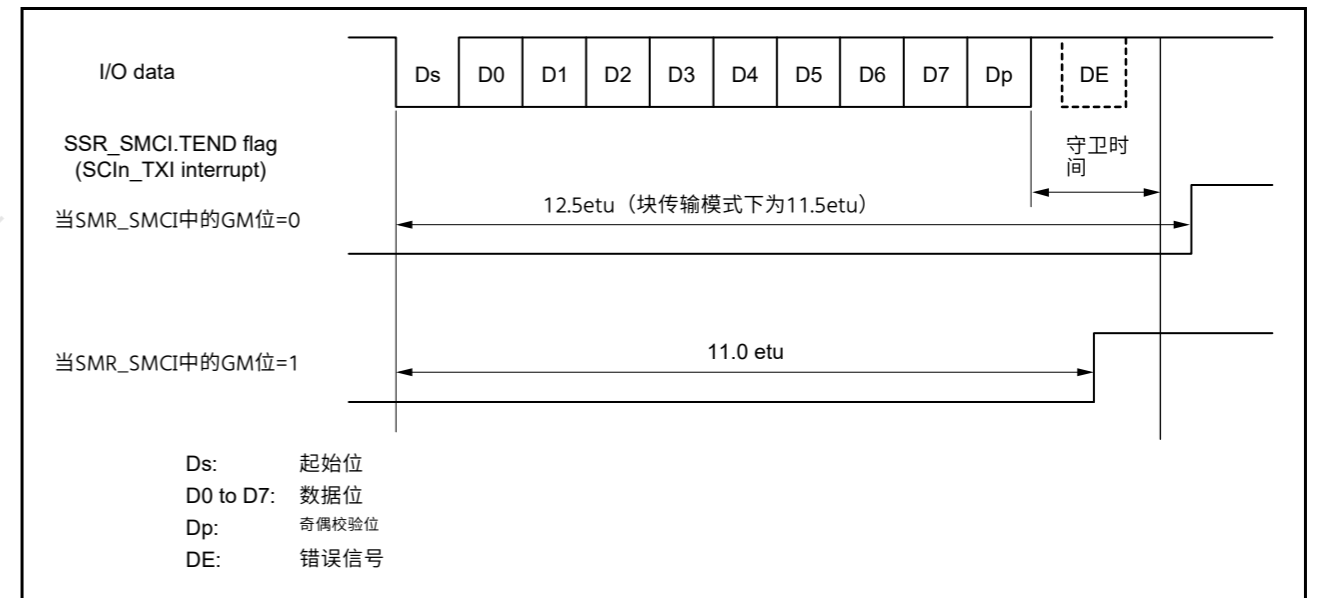 I/O data
Ds D0 D1 D2 D3 D4 D5 D6 D7 Dp DE
SSR_SMCI.TEND flag
(SCIn_TXI interrupt)
守卫时
间
12.5etu（块传输模式下为11.5etu）
当SMR_SMCI中的GM位=0
11.0 etu
当SMR_SMCI中的GM位=1
Ds: 起始位
D0 to D7: 数据位
Dp: 奇偶校验位
DE: 错误信号